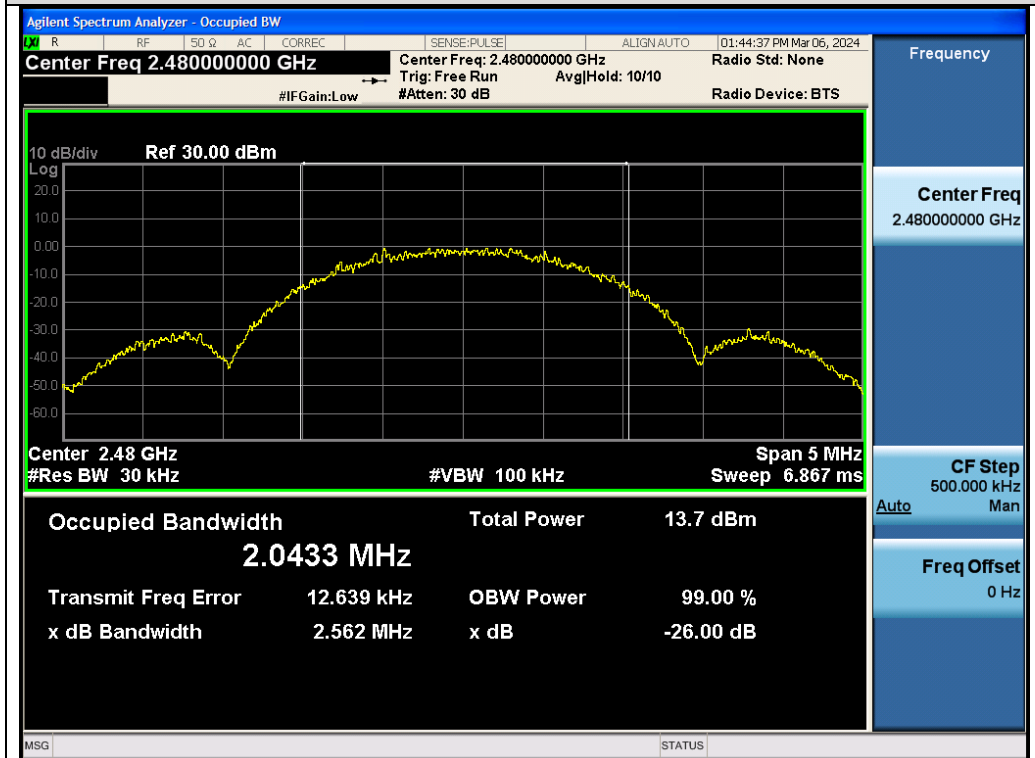 Agilent Spectrum Analyzer - Occupied BW
LXI R RF 50 Ω AC CORREC SENSE:PULSE ALIGN AUTO 01:44:37 PM Mar 06, 2024
Center Freq 2.480000000 GHz
Center Freq: 2.480000000 GHz
Radio Std: None
Trig: Free Run Avg|Hold: 10/10
#IFGain:Low #Atten: 30 dB Radio Device: BTS
10 dB/div Ref 30.00 dBm
Log
20.0
10.0
0.00
-10.0
-20.0
-30.0
-40.0
-50.0
-60.0
Center 2.48 GHz Span 5 MHz
#Res BW 30 kHz #VBW 100 kHz Sweep 6.867 ms
Occupied Bandwidth Total Power 13.7 dBm
2.0433 MHz
Transmit Freq Error 12.639 kHz OBW Power 99.00 %
x dB Bandwidth 2.562 MHz x dB -26.00 dB
MSG STATUS
Frequency
Center Freq
2.480000000 GHz
CF Step
500.000 kHz
Auto Man
Freq Offset
0 Hz